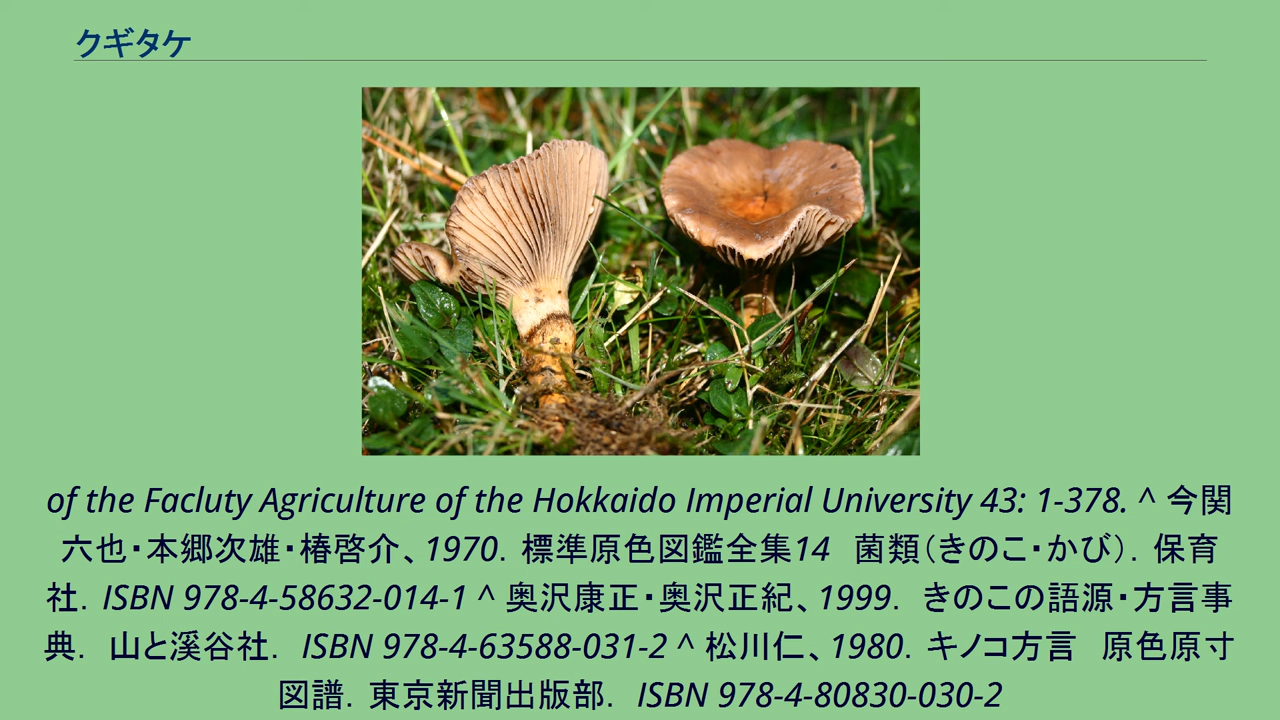 クギタケ
of the Facluty Agriculture of the Hokkaido Imperial University 43: 1-378. ^ 今関
六也・本郷次雄・椿啓介、1970．標準原色図鑑全集14　菌類（きのこ・かび）．保育
社．ISBN 978-4-58632-014-1 ^ 奥沢康正・奥沢正紀、1999．　きのこの語源・方言事
典．　山と溪谷社．　ISBN 978-4-63588-031-2 ^ 松川仁、1980．キノコ方言　原色原寸
図譜．東京新聞出版部．　ISBN 978-4-80830-030-2